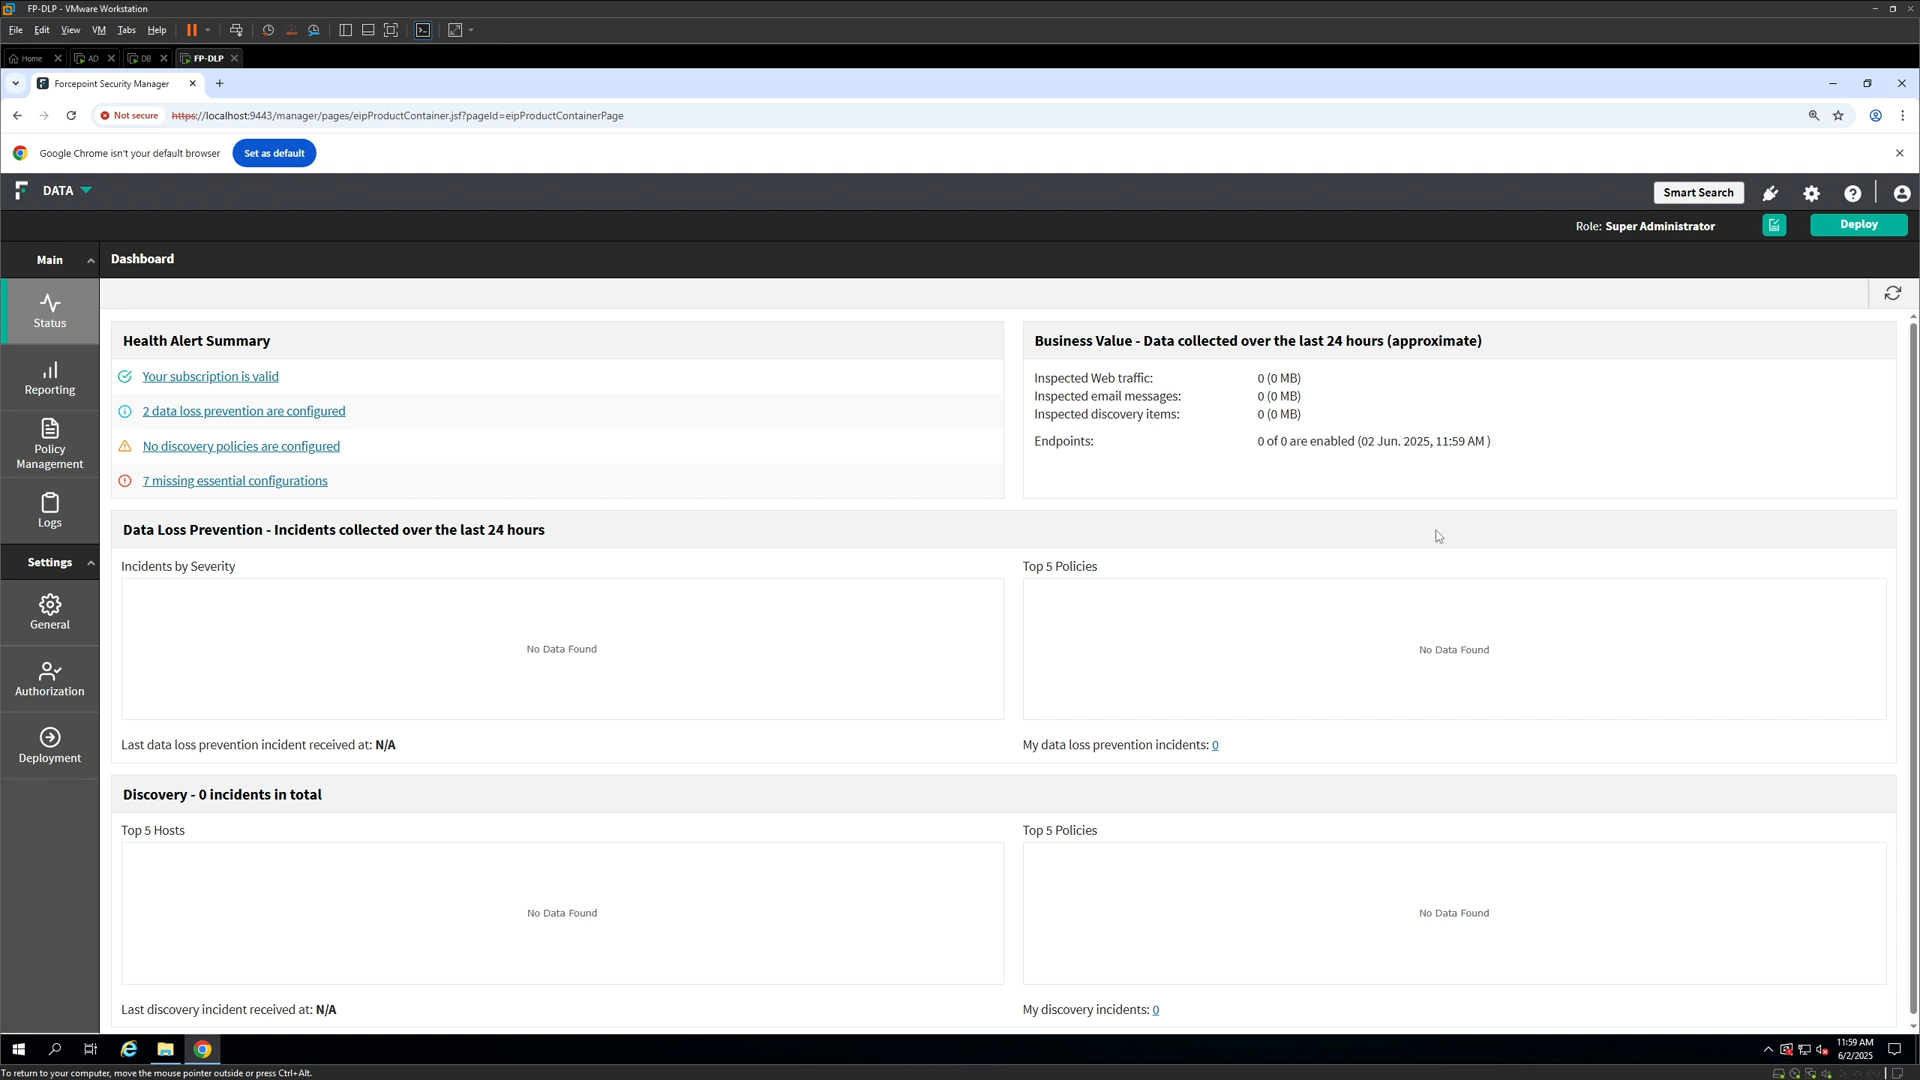 FP-DLP - VMware Workstation
File Edit View VM Tabs Help
Home AD DB FP-DLP
Forcepoint Security Manager
Not secure https://localhost:9443/manager/pages/eipProductContainer.jsf?pageId=eipProductContainerPage
Google Chrome isn't your default browser Set as default
DATA Smart Search
Role: Super Administrator Deploy
Main Dashboard
Status
Reporting
Policy
Management
Logs
Settings
General
Authorization
Deployment
Health Alert Summary
Your subscription is valid
2 data loss prevention are configured
No discovery policies are configured
7 missing essential configurations
Business Value - Data collected over the last 24 hours (approximate)
Inspected Web traffic: 0 (0 MB)
Inspected email messages: 0 (0 MB)
Inspected discovery items: 0 (0 MB)
Endpoints: 0 of 0 are enabled (02 Jun. 2025, 11:59 AM )
Data Loss Prevention - Incidents collected over the last 24 hours
Incidents by Severity
No Data Found
Last data loss prevention incident received at: N/A
Top 5 Policies
No Data Found
My data loss prevention incidents: 0
Discovery - 0 incidents in total
Top 5 Hosts
No Data Found
Last discovery incident received at: N/A
Top 5 Policies
No Data Found
My discovery incidents: 0
11:59 AM
6/2/2025
To return to your computer, move the mouse pointer outside or press Ctrl+Alt.